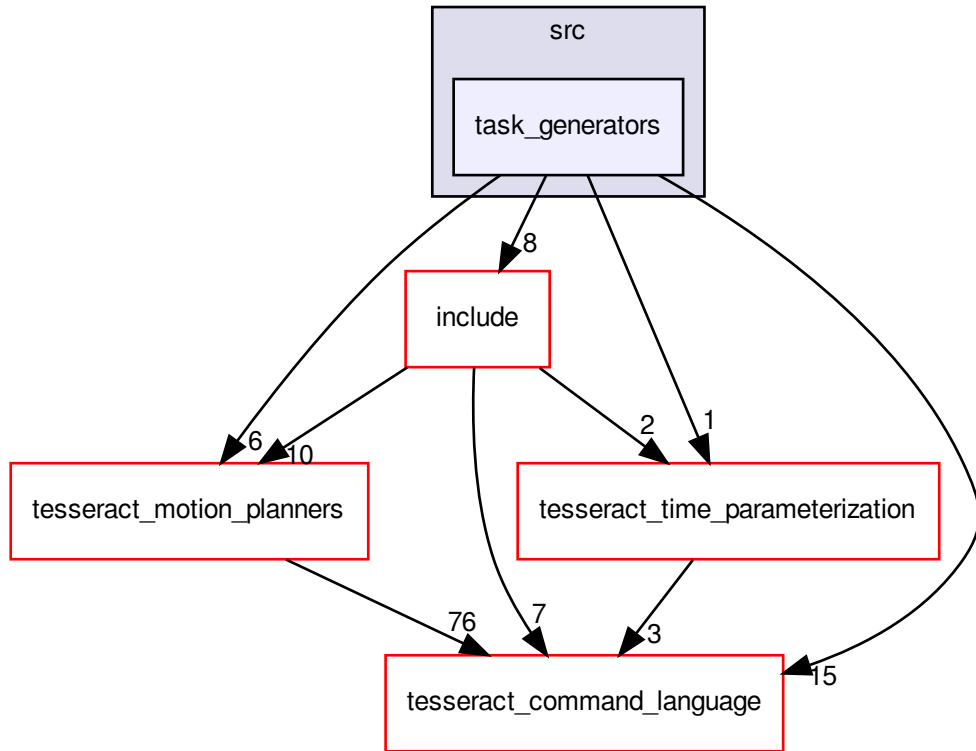 src
task_generators
8
include
6
10
2
1
tesseract_motion_planners
tesseract_time_parameterization
76
7
3
15
tesseract_command_language